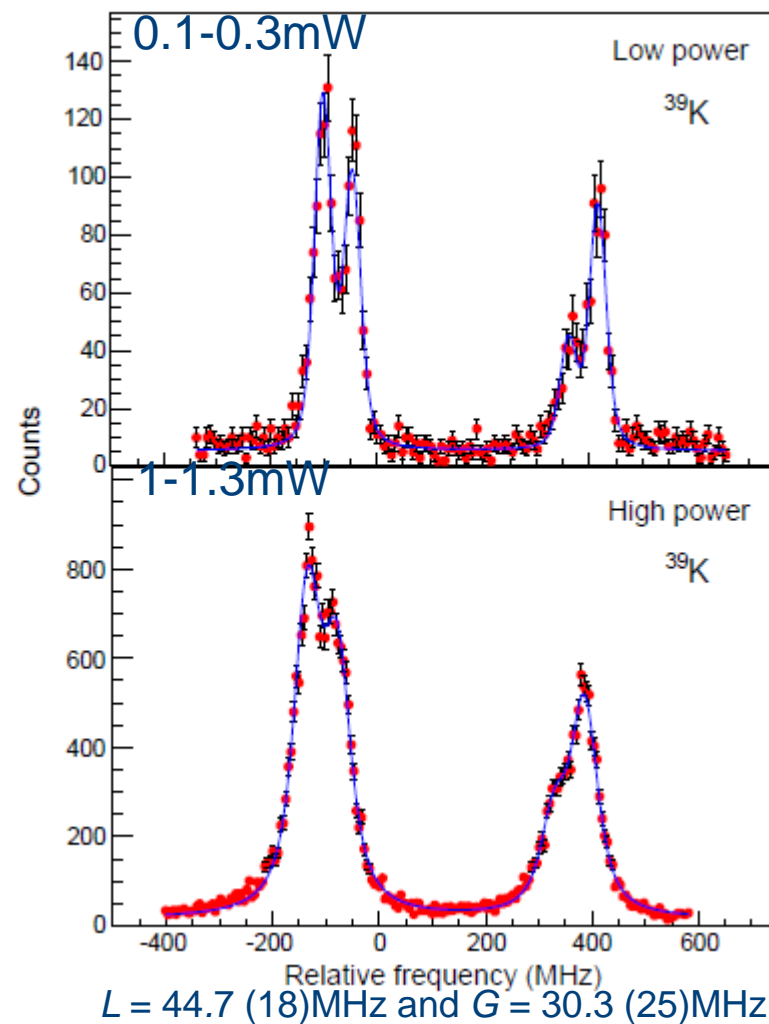 0.1-0.3mW
Low power
³⁹K
140
120
100
80
60
40
20
0
Counts
1-1.3mW
High power
³⁹K
800
600
400
200
0
-400 -200 0 200 400 600
Relative frequency (MHz)
L = 44.7 (18)MHz and G = 30.3 (25)MHz